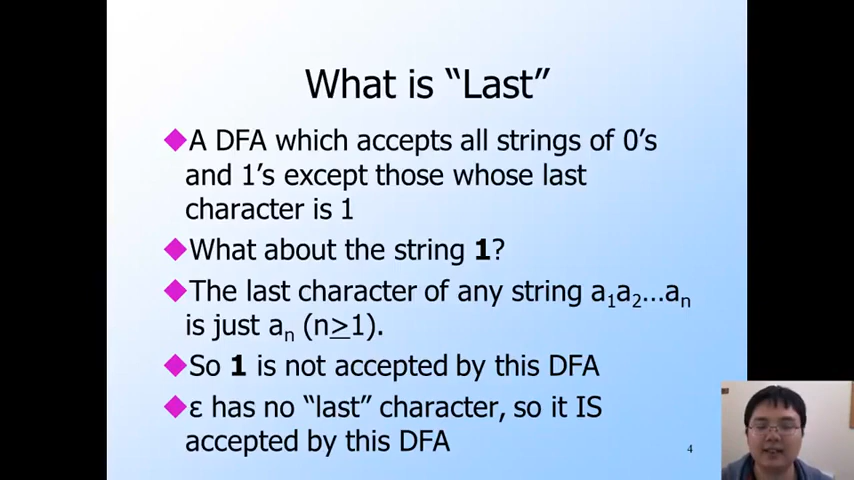 What is “Last”
A DFA which accepts all strings of 0’s
and 1’s except those whose last
character is 1
What about the string 1?
The last character of any string a₁a₂…aₙ
is just aₙ (n≥1).
So 1 is not accepted by this DFA
ε has no “last” character, so it IS
accepted by this DFA
4